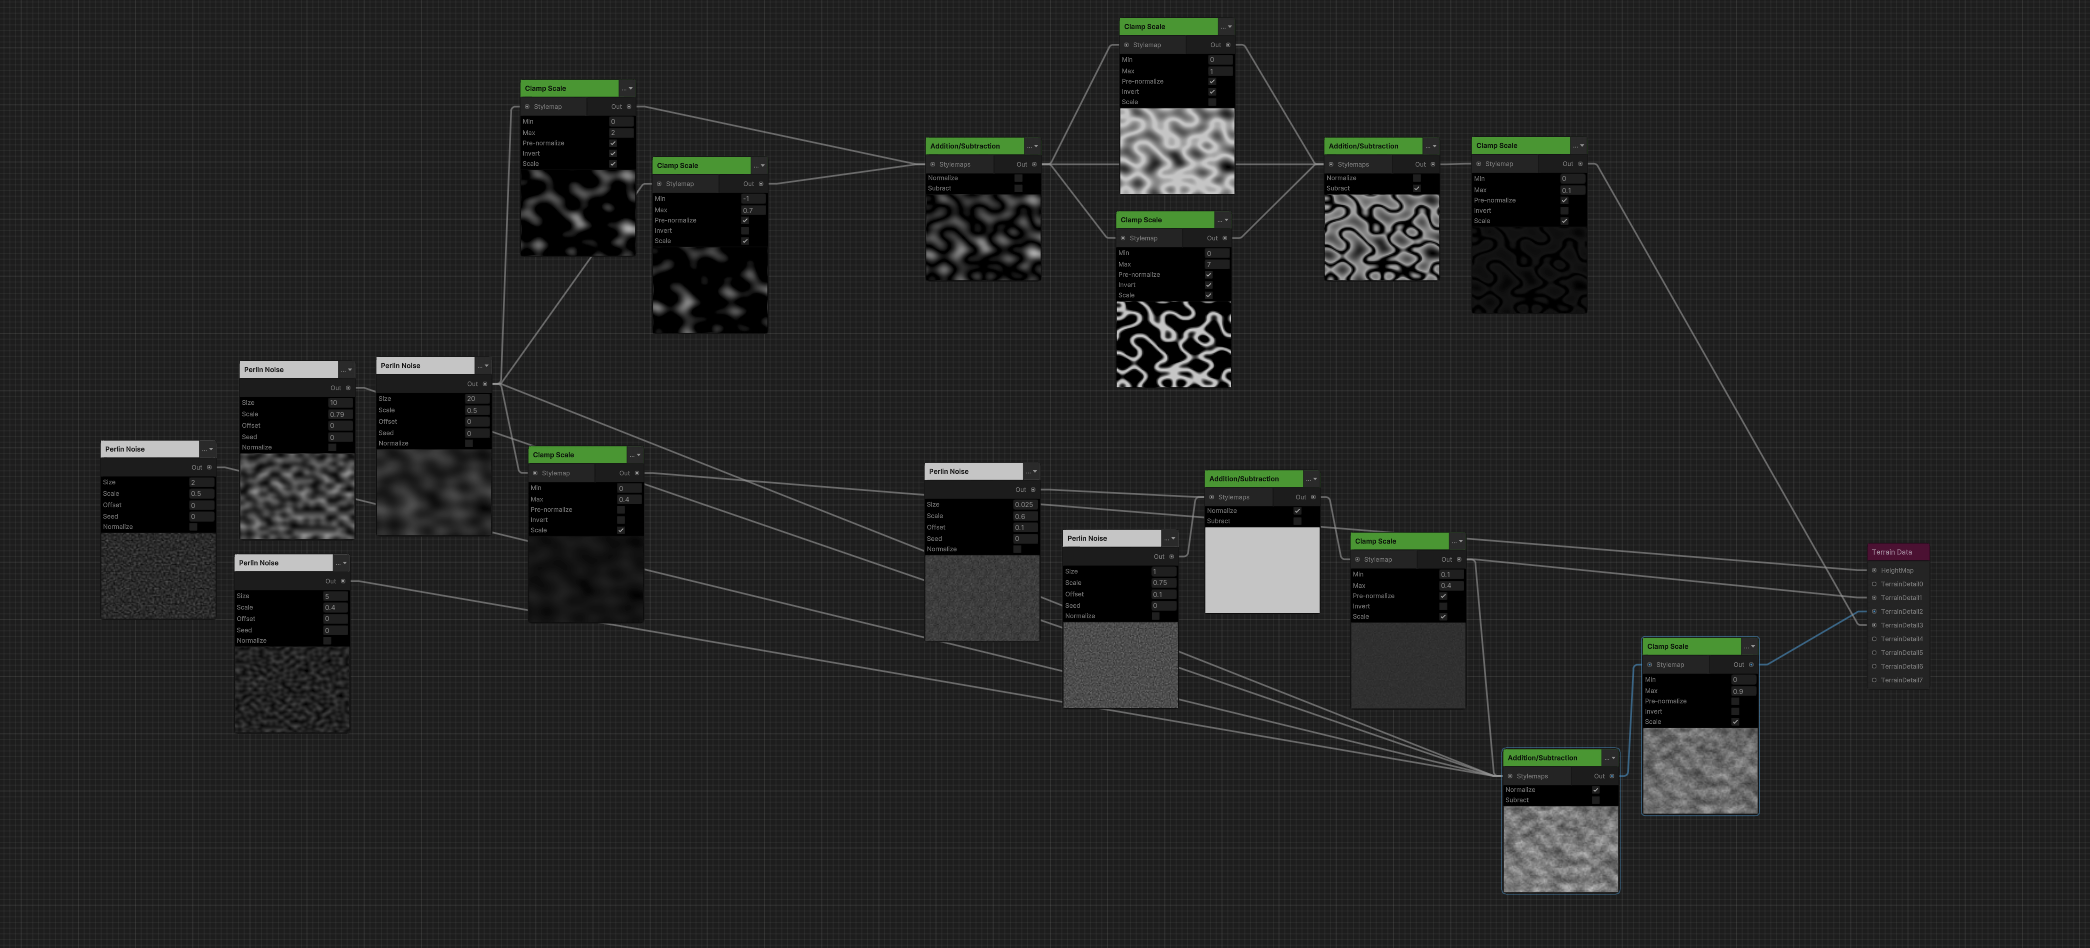 Clamp Scale ...
Stylemap Out
Min 0
Max 1
Pre-normalize
Invert
Scale
Clamp Scale ...
Stylemap Out
Min 0
Max 2
Pre-normalize
Invert
Scale
Clamp Scale ...
Stylemap Out
Min -1
Max 0.7
Pre-normalize
Invert
Scale
Addition/Subtraction ...
Stylemaps Out
Normalize
Subtract
Clamp Scale ...
Stylemap Out
Min 0
Max 7
Pre-normalize
Invert
Scale
Addition/Subtraction ...
Stylemaps Out
Normalize
Subtract
Clamp Scale ...
Stylemap Out
Min 0
Max 0.1
Pre-normalize
Invert
Scale
Perlin Noise ...
Out
Size 10
Scale 0.79
Offset 0
Seed 0
Normalize
Perlin Noise ...
Out
Size 20
Scale 0.5
Offset 0
Seed 0
Normalize
Perlin Noise ...
Out
Size 2
Scale 0.5
Offset 0
Seed 0
Normalize
Perlin Noise ...
Out
Size 5
Scale 0.4
Offset 0
Seed 0
Normalize
Clamp Scale ...
Stylemap Out
Min 0
Max 0.4
Pre-normalize
Invert
Scale
Perlin Noise ...
Out
Size 0.025
Scale 0.6
Offset 0.1
Seed 0
Normalize
Perlin Noise ...
Out
Size 1
Scale 0.75
Offset 0.1
Seed 0
Normalize
Addition/Subtraction ...
Stylemaps Out
Normalize
Subtract
Clamp Scale ...
Stylemap Out
Min 0.1
Max 0.4
Pre-normalize
Invert
Scale
Addition/Subtraction ...
Stylemaps Out
Normalize
Subtract
Clamp Scale ...
Stylemap Out
Min 0
Max 0.9
Pre-normalize
Invert
Scale
Terrain Data
HeightMap
TerrainDetail0
TerrainDetail1
TerrainDetail2
TerrainDetail3
TerrainDetail4
TerrainDetail5
TerrainDetail6
TerrainDetail7